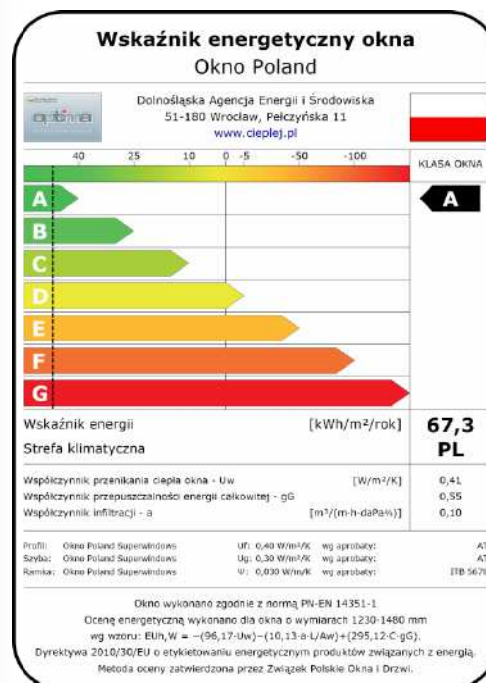 Wskaźnik energetyczny okna
Okno Poland
optima
Dolnośląska Agencja Energii i Środowiska
51-180 Wrocław, Pełczyńska 11
www.cieplej.pl
40 25 10 0 -5 -50 -100
KLASA OKNA
A
A
B
C
D
E
F
G
Wskaźnik energii [kWh/m²/rok] 67,3
Strefa klimatyczna PL
Współczynnik przenikania ciepła okna - Uw [W/m²/K] 0,41
Współczynnik przepuszczalności energii całkowitej - gG 0,55
Współczynnik infiltracji - a [m³/(m·h·daPa⅔)] 0,10
Profil: Okno Poland Superwindows Uf: 0,40 W/m²/K wg aprobaty: AT
Szyba: Okno Poland Superwindows Ug: 0,30 W/m²/K wg aprobaty: AT
Ramka: Okno Poland Superwindows Ψ: 0,030 W/m/K wg aprobaty: ITB 567
Okno wykonano zgodnie z normą PN-EN 14351-1
Ocenę energetyczną wykonano dla okna o wymiarach 1230·1480 mm
wg wzoru: EUh,W = −(96,17·Uw)−(10,13·a·L/Aw)+(295,12·C·gG).
Dyrektywa 2010/30/EU o etykietowaniu energetycznym produktów związanych z energią.
Metoda oceny zatwierdzona przez Związek Polskie Okna i Drzwi.